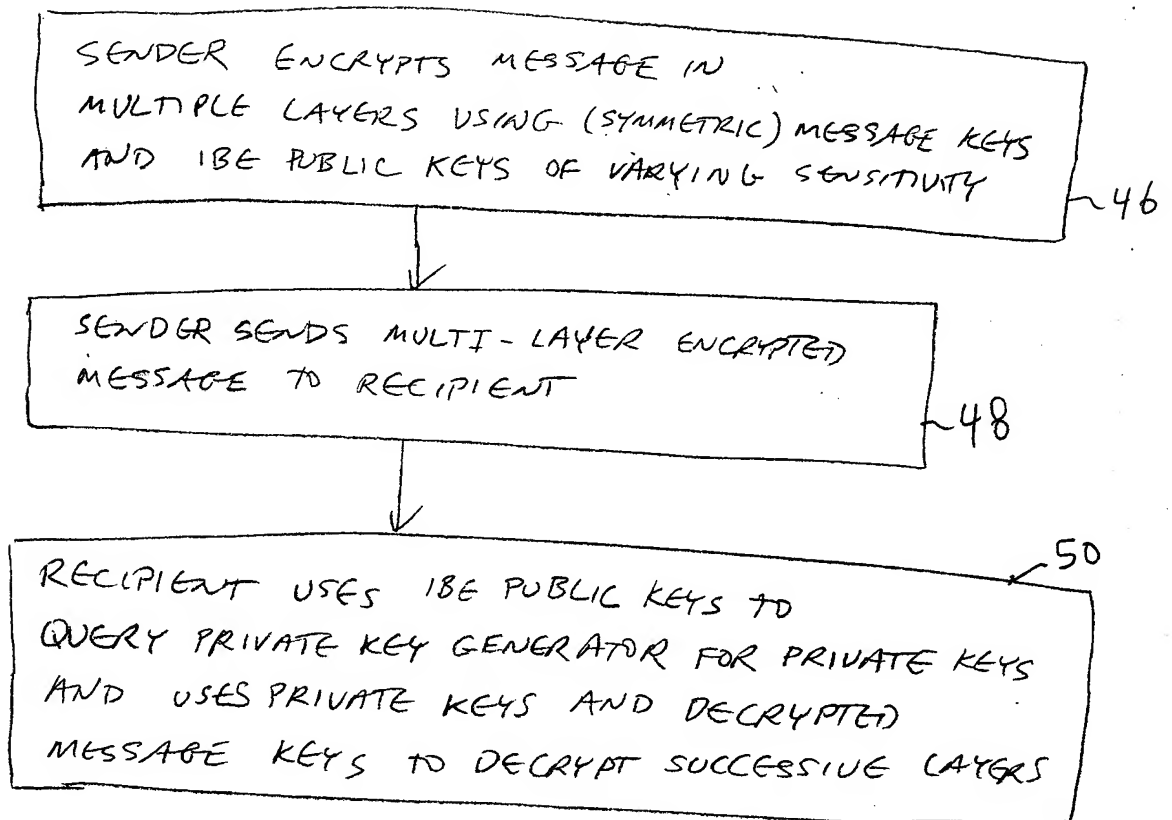 SENDER ENCRYPTS MESSAGE IN
MULTIPLE LAYERS USING (SYMMETRIC) MESSAGE KEYS
AND IBE PUBLIC KEYS OF VARYING SENSITIVITY
46
SENDER SENDS MULTI-LAYER ENCRYPTED
MESSAGE TO RECIPIENT
48
50
RECIPIENT USES IBE PUBLIC KEYS TO
QUERY PRIVATE KEY GENERATOR FOR PRIVATE KEYS
AND USES PRIVATE KEYS AND DECRYPTED
MESSAGE KEYS TO DECRYPT SUCCESSIVE LAYERS